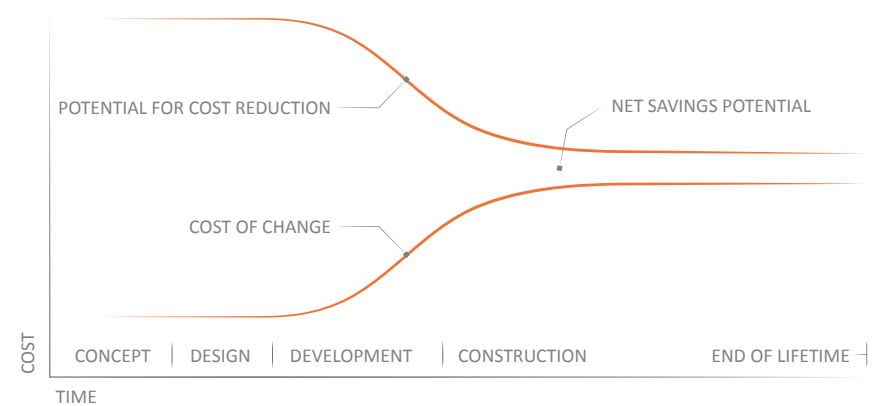 POTENTIAL FOR COST REDUCTION
NET SAVINGS POTENTIAL
COST OF CHANGE
COST
CONCEPT
DESIGN
DEVELOPMENT
CONSTRUCTION
END OF LIFETIME
TIME